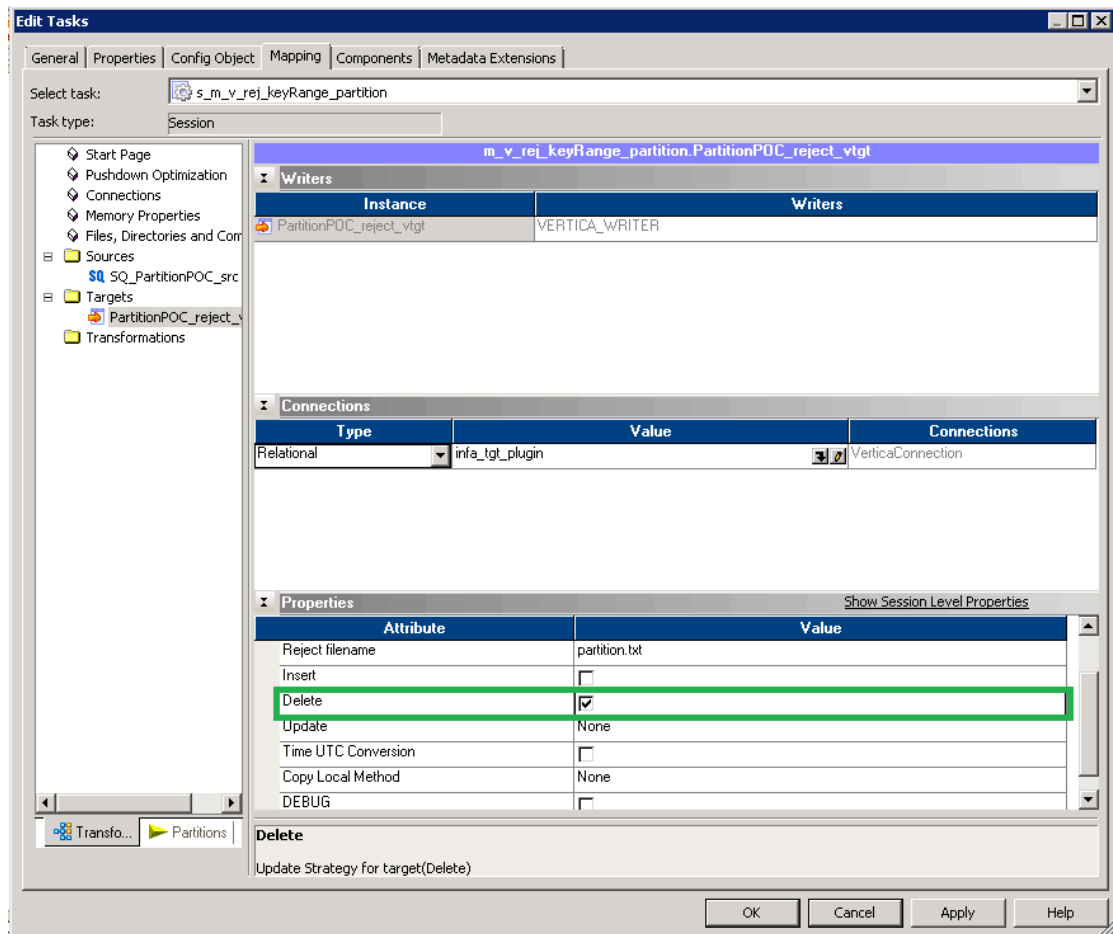 Edit Tasks
General Properties Config Object Mapping Components Metadata Extensions
Select task: s_m_v_rej_keyRange_partition
Task type: Session
Start Page
Pushdown Optimization
Connections
Memory Properties
Files, Directories and Com
Sources
SQ SQ_PartitionPOC_src
Targets
PartitionPOC_reject_v
Transformations
Transfo... Partitions
m_v_rej_keyRange_partition.PartitionPOC_reject_vtgt
Writers
Instance Writers
PartitionPOC_reject_vtgt VERTICA_WRITER
Connections
Type Value Connections
Relational infa_tgt_plugin VerticaConnection
Properties Show Session Level Properties
Attribute Value
Reject filename partition.txt
Insert
Delete
Update None
Time UTC Conversion
Copy Local Method None
DEBUG
Delete
Update Strategy for target(Delete)
OK Cancel Apply Help